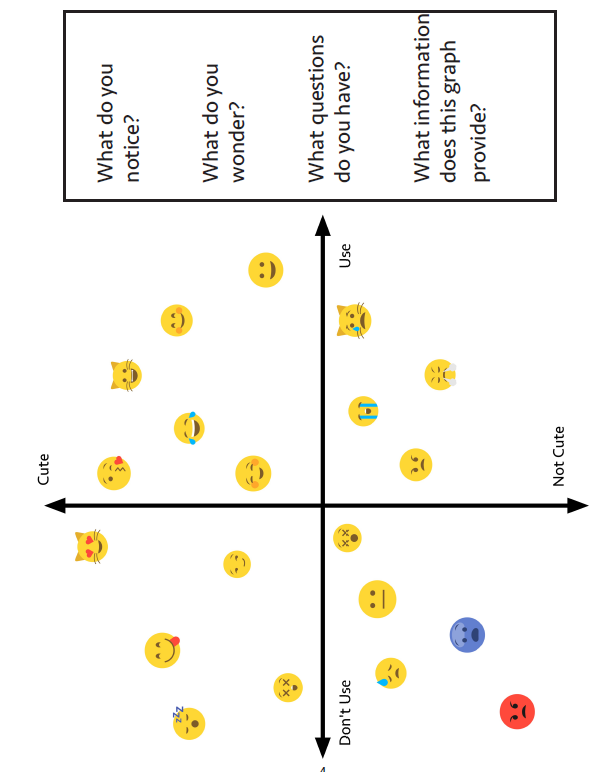 What do you
notice?
What do you
wonder?
What questions
do you have?
What information
does this graph
provide?
Use
Cute
Not Cute
Don't Use
zzz